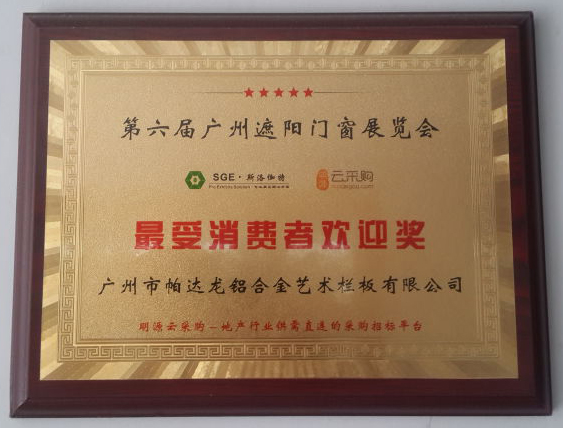 第六届广州遮阳门窗展览会
SGE·斯洛伽特
云采购
最受消费者欢迎奖
广州市帕达龙铝合金艺术栏板有限公司
明源云采购-地产行业供需直连的采购招标平台